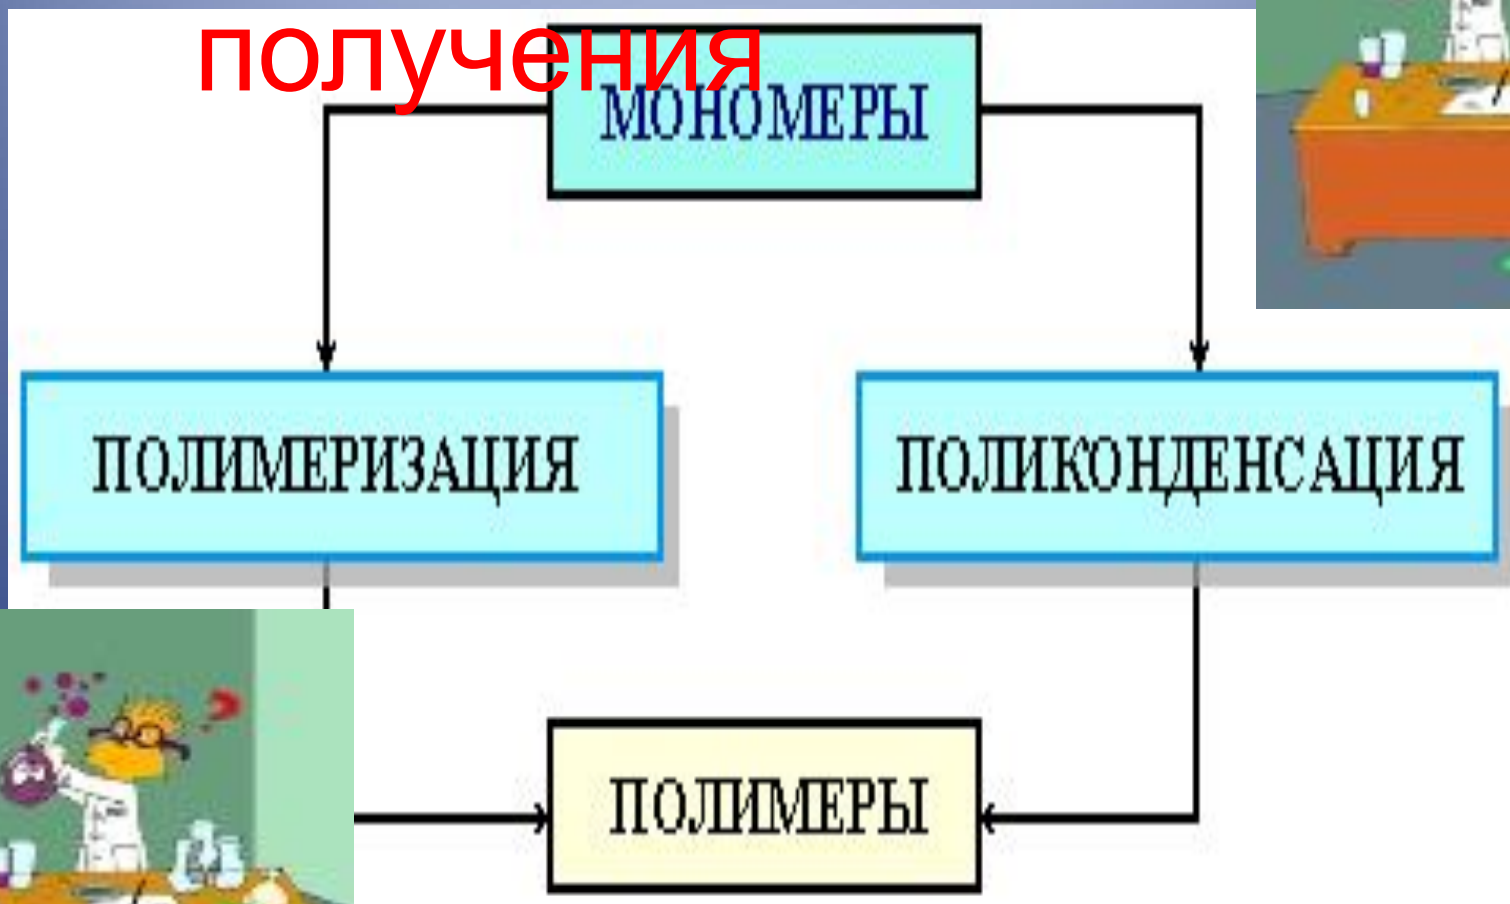 получения
МОНОМЕРЫ
ПОЛИМЕРИЗАЦИЯ
ПОЛИКОНДЕНСАЦИЯ
ПОЛИМЕРЫ